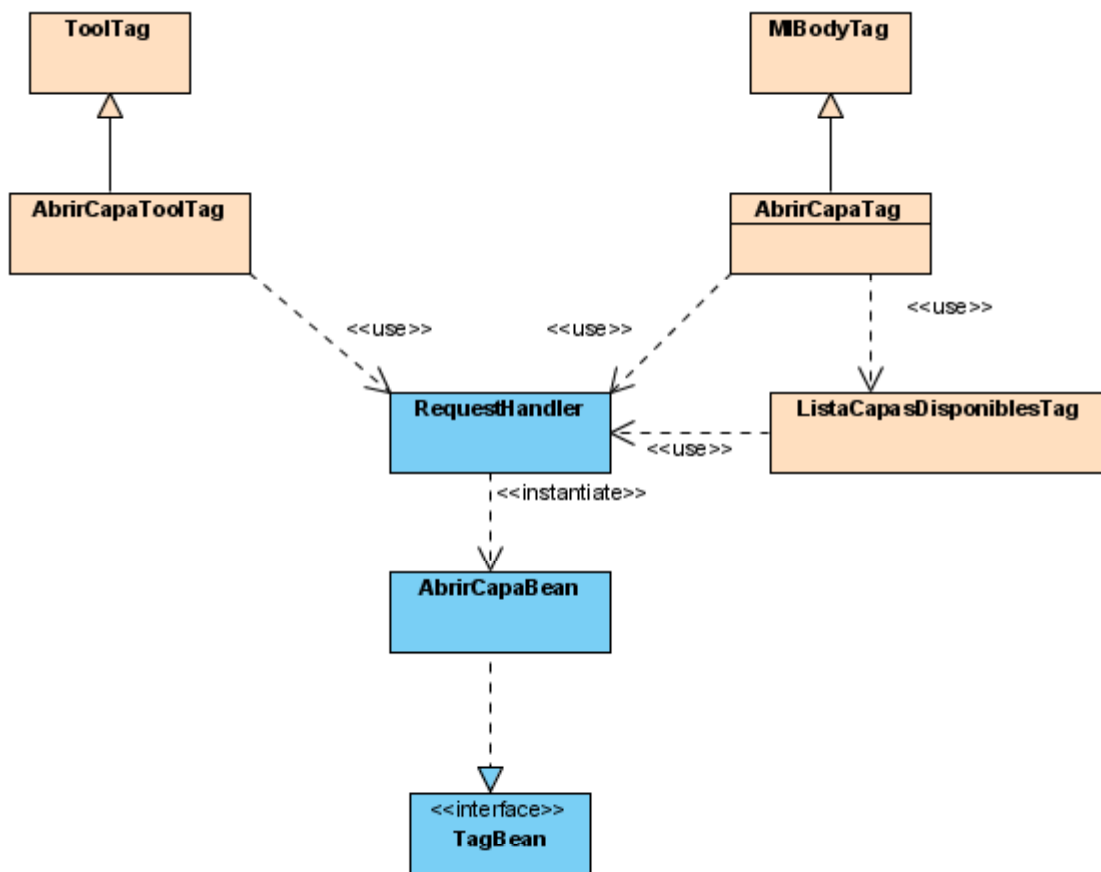 ToolTag
MIBodyTag
AbrirCapaToolTag
AbrirCapaTag
<<use>>
<<use>>
<<use>>
RequestHandler
ListaCapasDisponiblesTag
<<use>>
<<instantiate>>
AbrirCapaBean
<<interface>>
TagBean